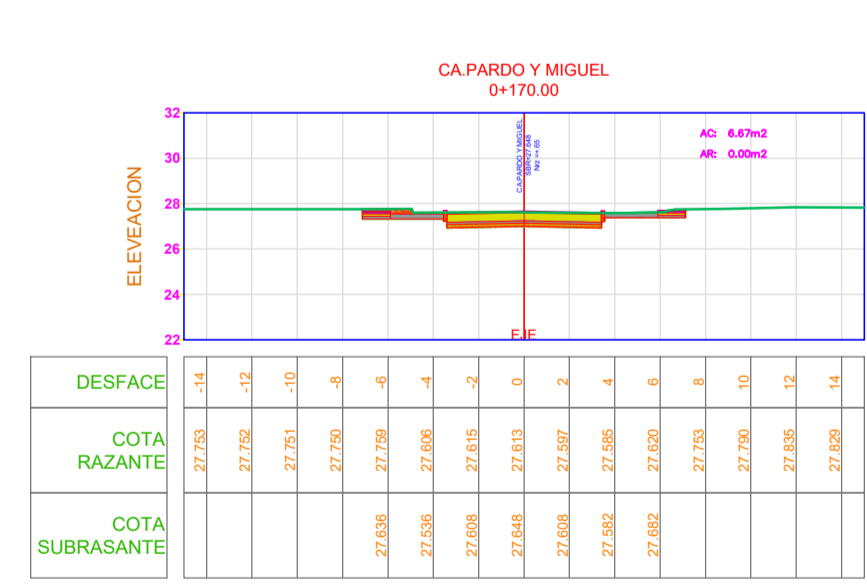 CA.PARDO Y MIGUEL
0+170.00
32
30
28
26
24
22
ELEVEACION
CA.PARDO Y MIGUEL
SBR=27.648
AC: 6.67m2
AR: 0.00m2
EJE
DESFACE -14 -12 -10 -8 -6 -4 -2 0 2 4 6 8 10 12 14
COTA
RAZANTE 27.753 27.752 27.751 27.750 27.759 27.606 27.615 27.613 27.597 27.585 27.620 27.753 27.790 27.835 27.829
COTA
SUBRASANTE 27.636 27.536 27.608 27.648 27.608 27.582 27.682